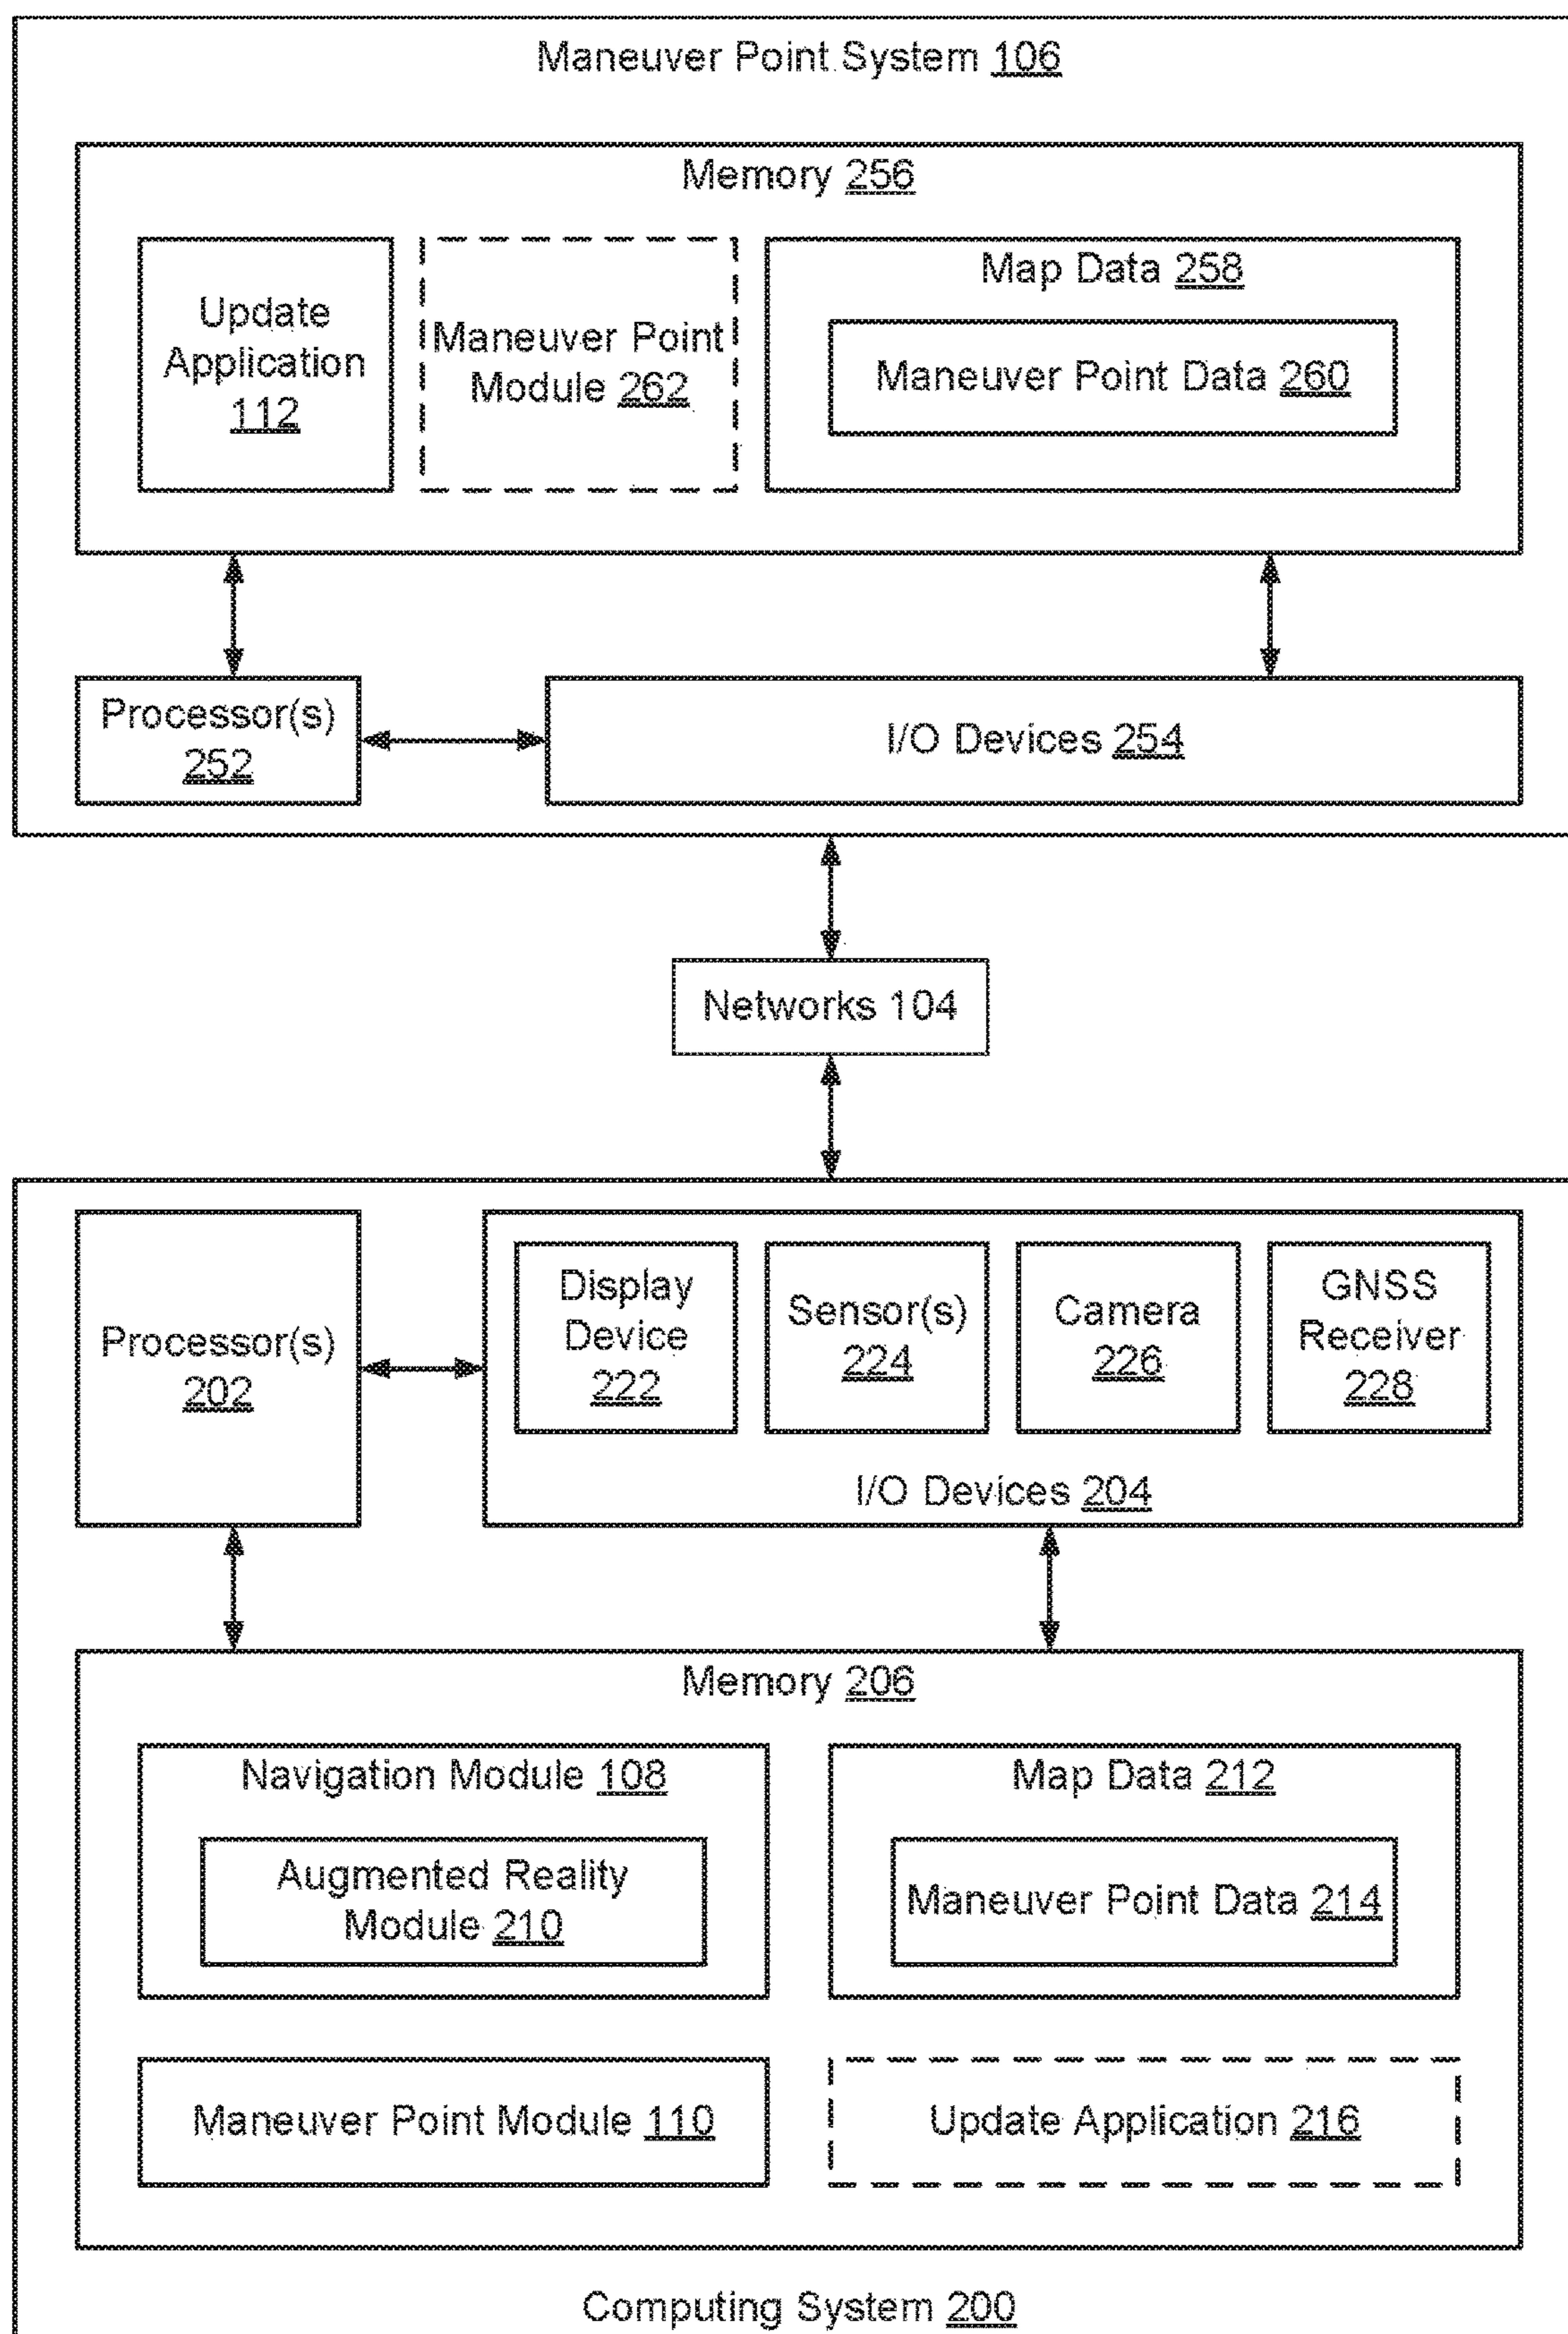 Maneuver Point System 106
Memory 256
Update
Application
112
Maneuver Point
Module 262
Map Data 258
Maneuver Point Data 260
Processor(s)
252
I/O Devices 254
Networks 104
Processor(s)
202
Display
Device
222
Sensor(s)
224
Camera
226
GNSS
Receiver
228
I/O Devices 204
Memory 206
Navigation Module 108
Augmented Reality
Module 210
Map Data 212
Maneuver Point Data 214
Maneuver Point Module 110
Update Application 216
Computing System 200